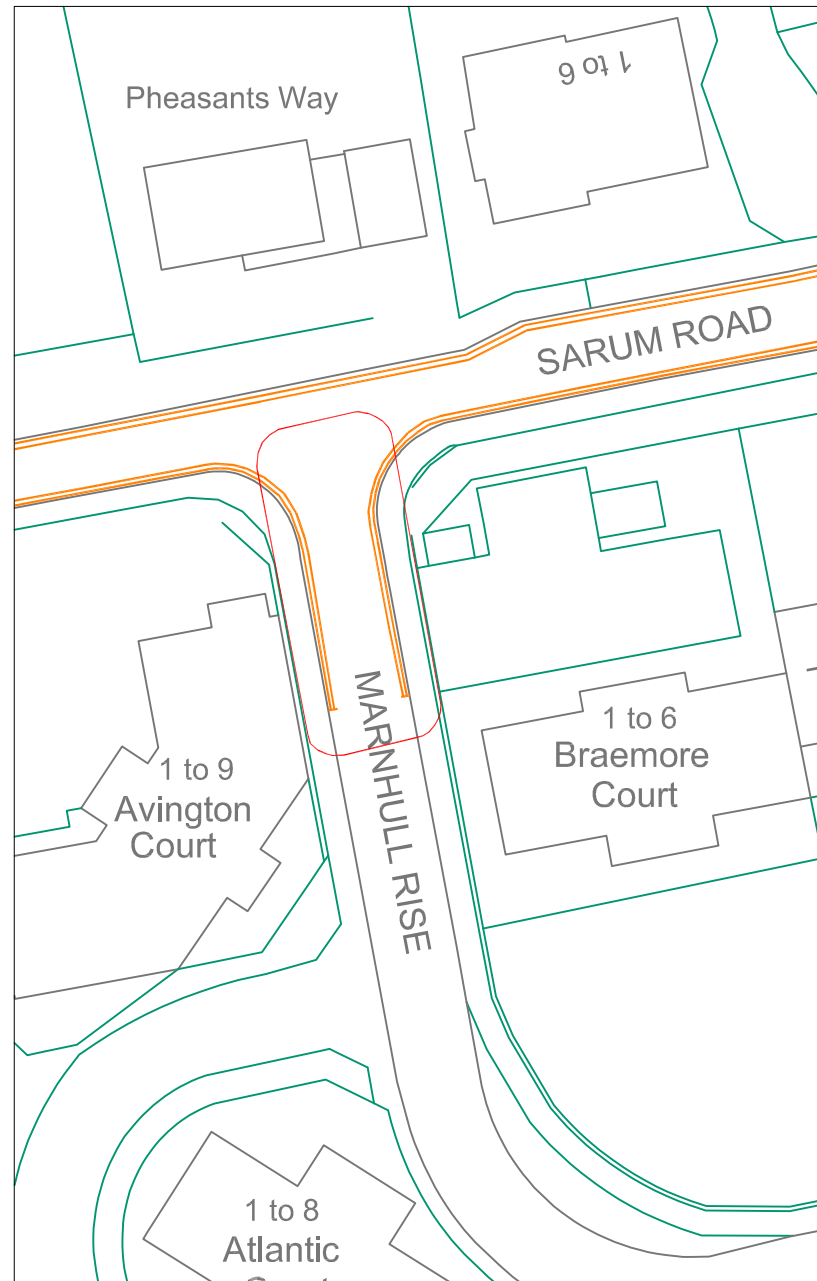 Pheasants Way
1 to 6
SARUM ROAD
MARNHULL RISE
1 to 6
Braemore
Court
1 to 9
Avington
Court
1 to 8
Atlantic
Court